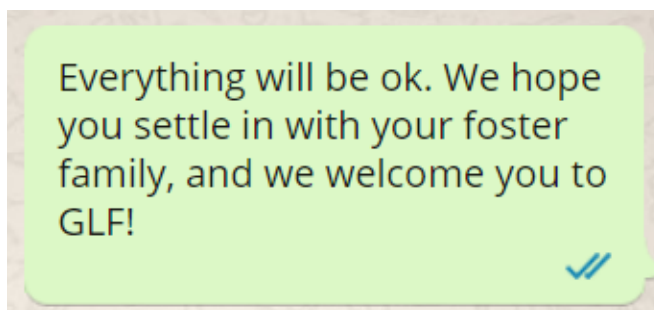 Everything will be ok. We hope
you settle in with your foster
family, and we welcome you to
GLF!